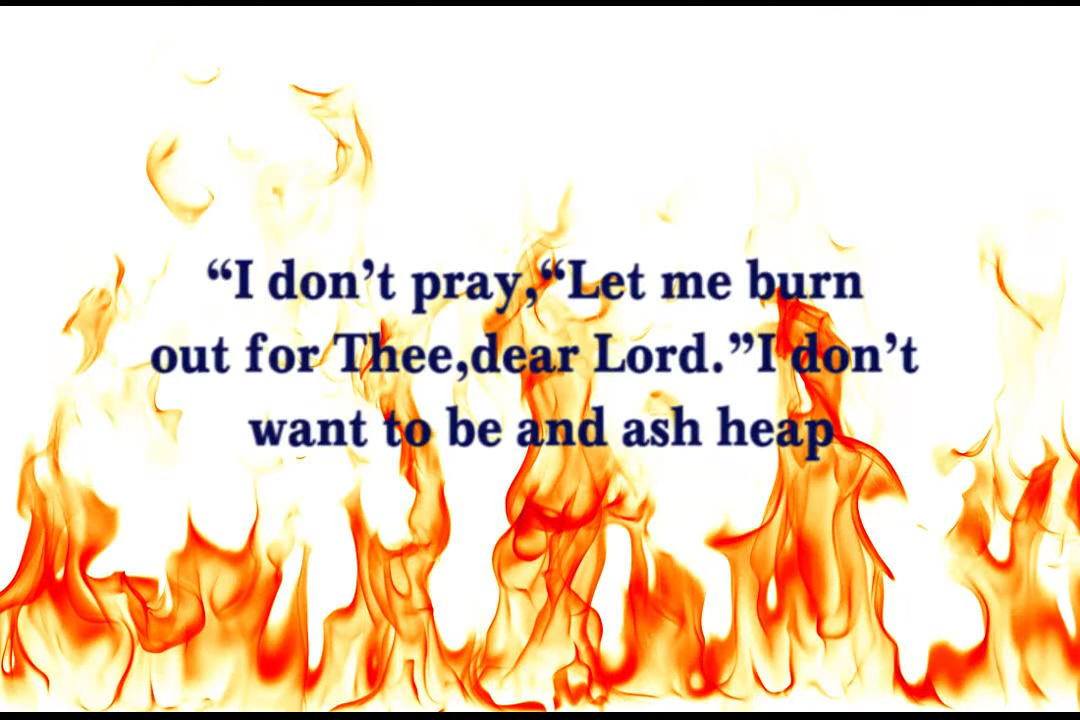 “I don’t pray,“Let me burn
out for Thee,dear Lord.”I don’t
want to be and ash heap